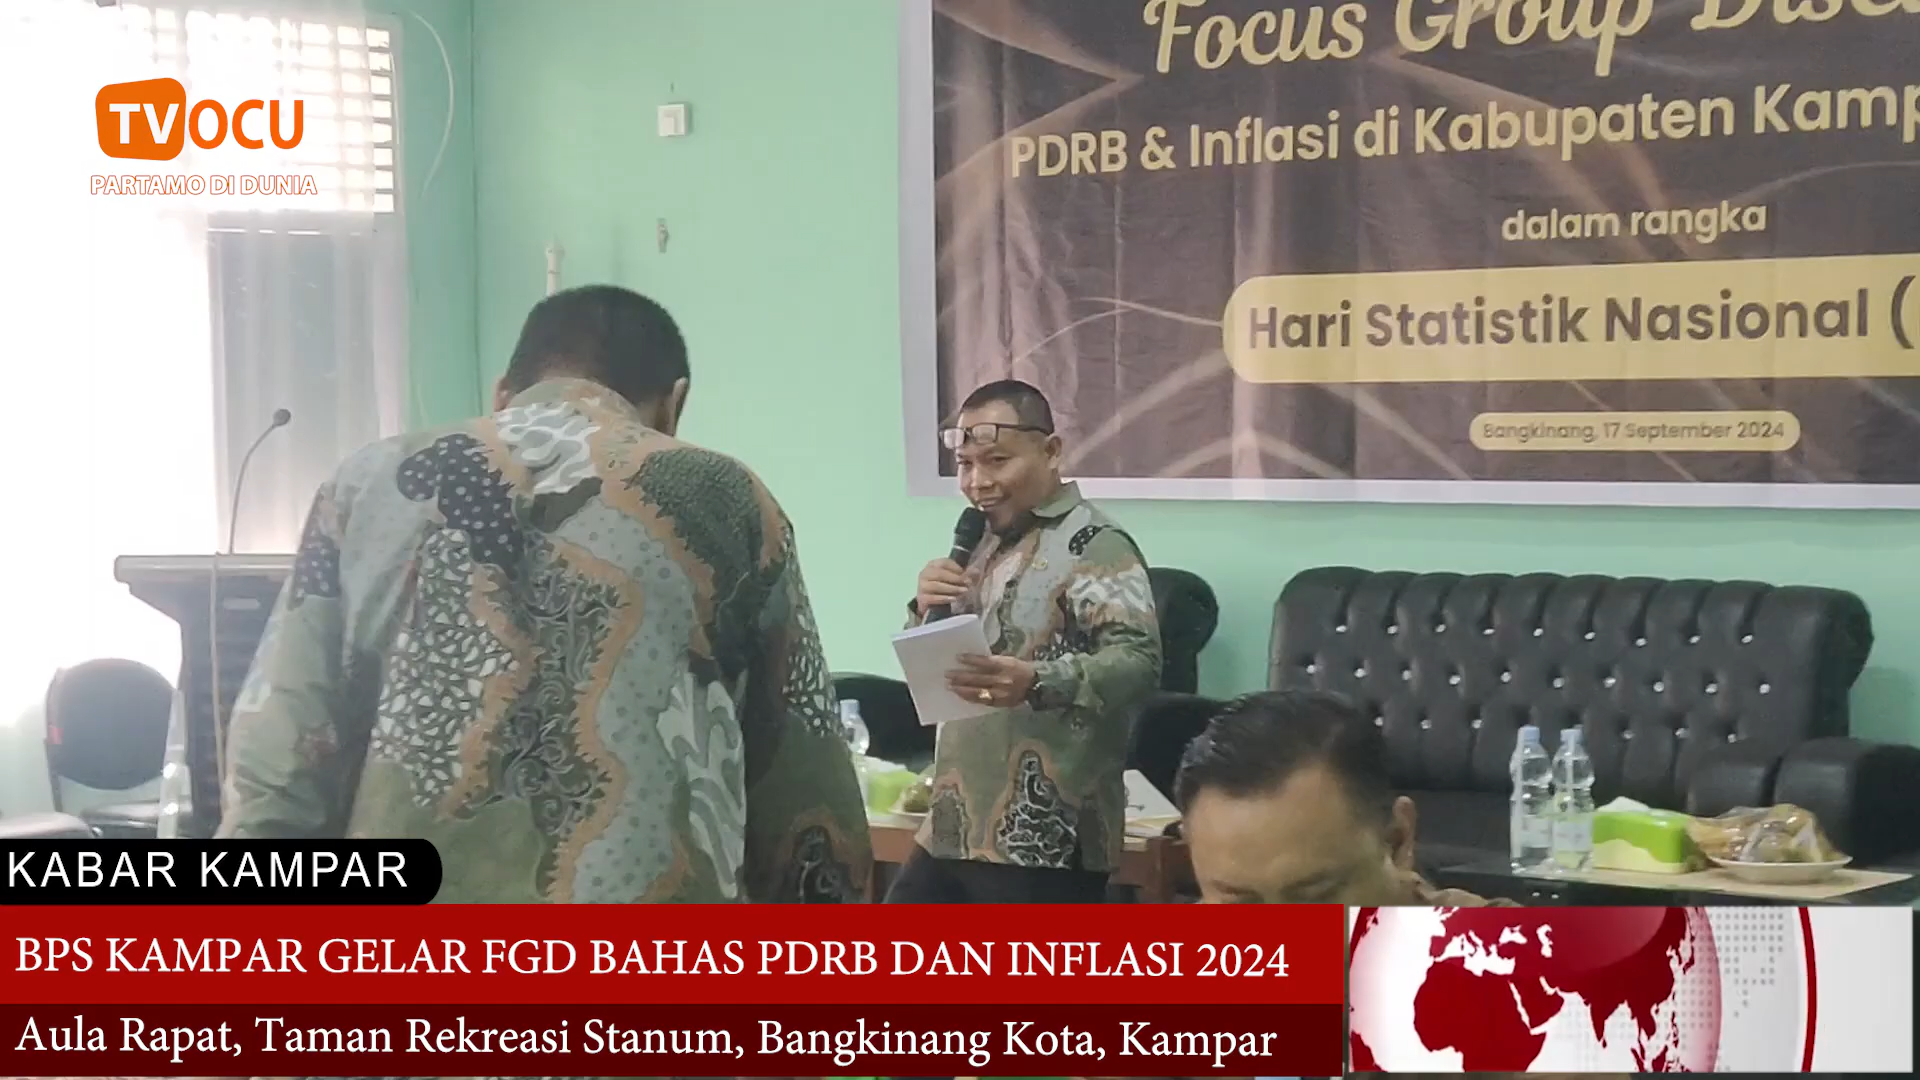 TVOCU
PARTAMO DI DUNIA
Focus Group
PDRB & Inflasi di Kabupaten
dalam rangka
Hari Statistik Nasional (
Bangkinang, 17 September 2024
KABAR KAMPAR
BPS KAMPAR GELAR FGD BAHAS PDRB DAN INFLASI 2024
Aula Rapat, Taman Rekreasi Stanum, Bangkinang Kota, Kampar